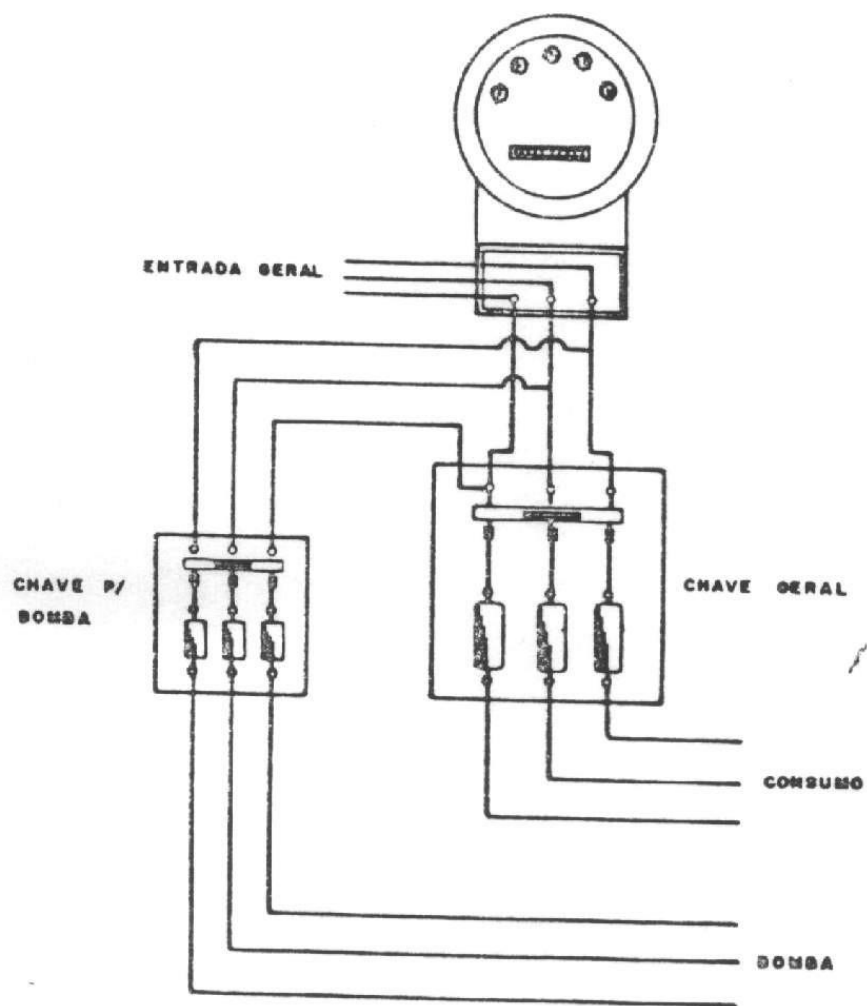 ENTRADA GERAL
CHAVE P/
BOMBA
CHAVE GERAL
CONSUMO
BOMBA